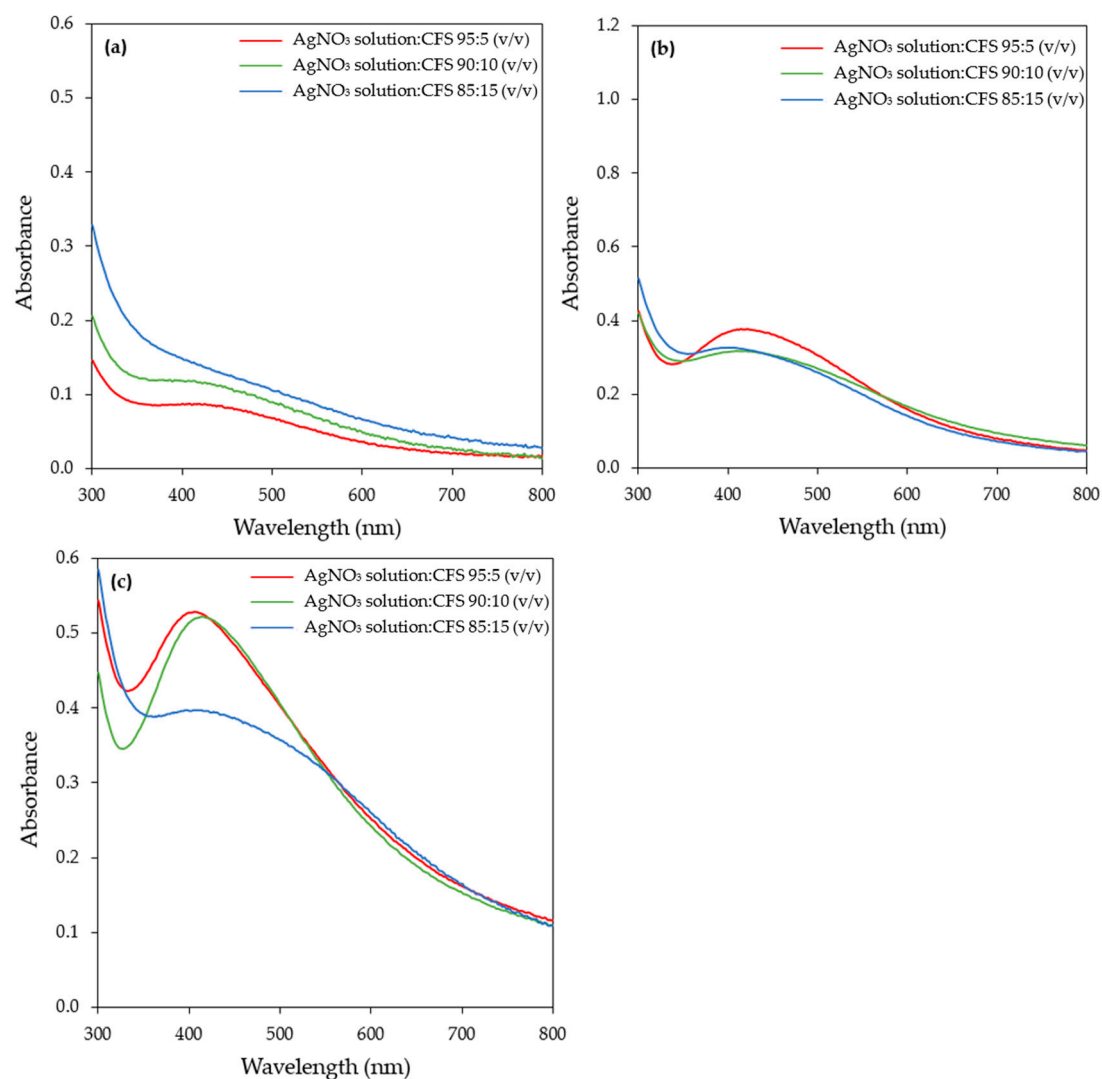 (a)
AgNO₃ solution:CFS 95:5 (v/v)
AgNO₃ solution:CFS 90:10 (v/v)
AgNO₃ solution:CFS 85:15 (v/v)
0.6
0.5
0.4
0.3
0.2
0.1
0.0
Absorbance
300 400 500 600 700 800
Wavelength (nm)
(b)
AgNO₃ solution:CFS 95:5 (v/v)
AgNO₃ solution:CFS 90:10 (v/v)
AgNO₃ solution:CFS 85:15 (v/v)
1.2
1.0
0.8
0.6
0.4
0.2
0.0
Absorbance
300 400 500 600 700 800
Wavelength (nm)
(c)
AgNO₃ solution:CFS 95:5 (v/v)
AgNO₃ solution:CFS 90:10 (v/v)
AgNO₃ solution:CFS 85:15 (v/v)
0.6
0.5
0.4
0.3
0.2
0.1
0.0
Absorbance
300 400 500 600 700 800
Wavelength (nm)